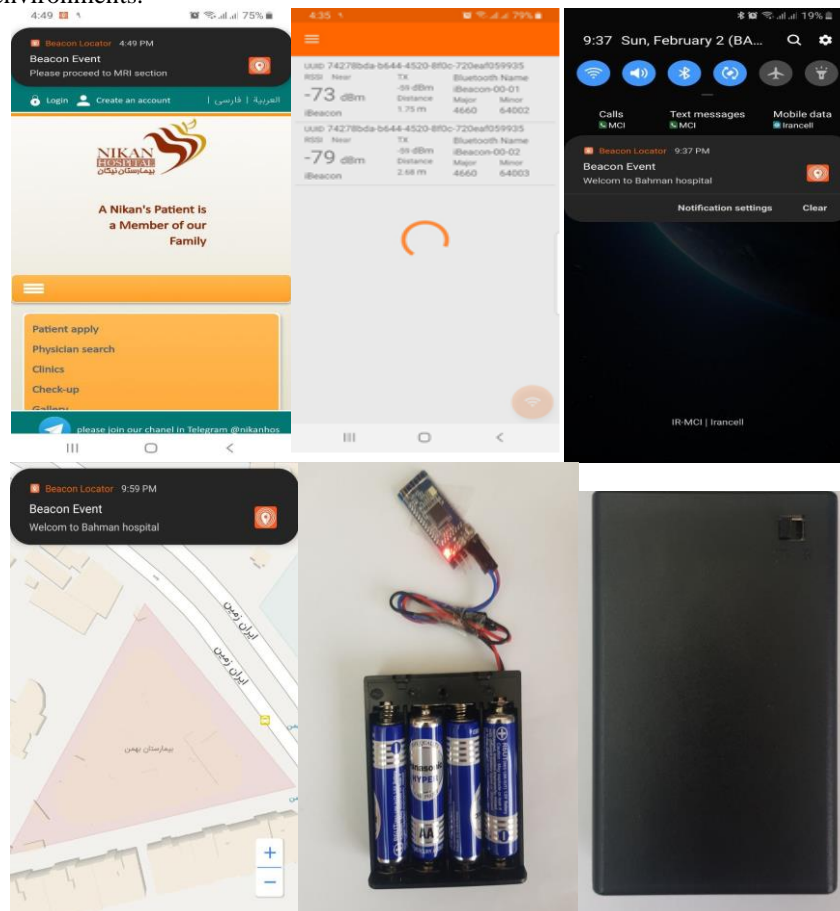 environments.
4:49 75%
Beacon Locator 4:49 PM
Beacon Event
Please proceed to MRI section
Login Create an account | فارسی | العربية
NIKAN
HOSPITAL
بیمارستان نیکان
A Nikan's Patient is
a Member of our
Family
Patient apply
Physician search
Clinics
Check-up
Gallery
please join our chanel in Telegram @nikanhos
4:35 79%
UUID 74278bda-b644-4520-8f0c-720eaf059935
RSSI Near TX Bluetooth Name
-73 dBm -59 dBm iBeacon-00-01
Distance Major Minor
iBeacon 1.75 m 4660 64002
UUID 74278bda-b644-4520-8f0c-720eaf059935
RSSI Near TX Bluetooth Name
-79 dBm -59 dBm iBeacon-00-02
Distance Major Minor
iBeacon 2.68 m 4660 64003
19%
9:37 Sun, February 2 (BA...
Calls Text messages Mobile data
MCI MCI Irancell
Beacon Locator 9:37 PM
Beacon Event
Welcom to Bahman hospital
Notification settings Clear
IR-MCI | Irancell
Beacon Locator 9:59 PM
Beacon Event
Welcom to Bahman hospital
ایران زمین
ایران زمین
بیمارستان بهمن
+
−
Panasonic
HYPER
AA